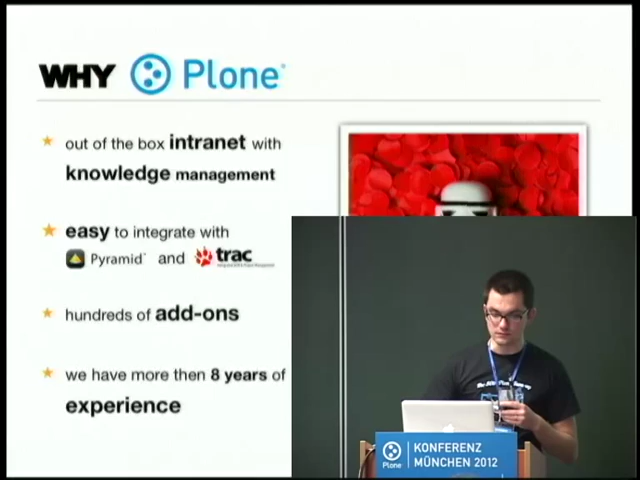 WHY Plone
out of the box intranet with
knowledge management
easy to integrate with
Pyramid and trac
hundreds of add-ons
we have more then 8 years of
experience
Plone
KONFERENZ
MÜNCHEN 2012